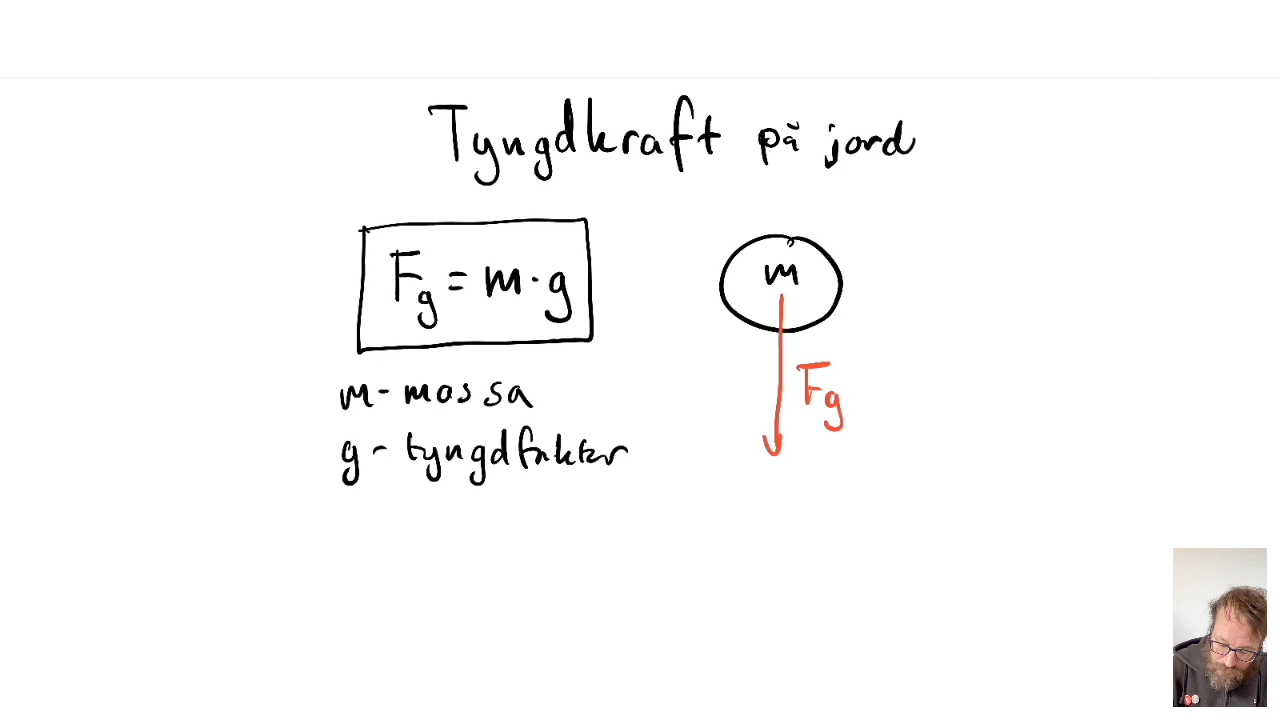 Tyngdkraft på jord
Fg = m · g
m
Fg
m - massa
g - tyngdfaktor